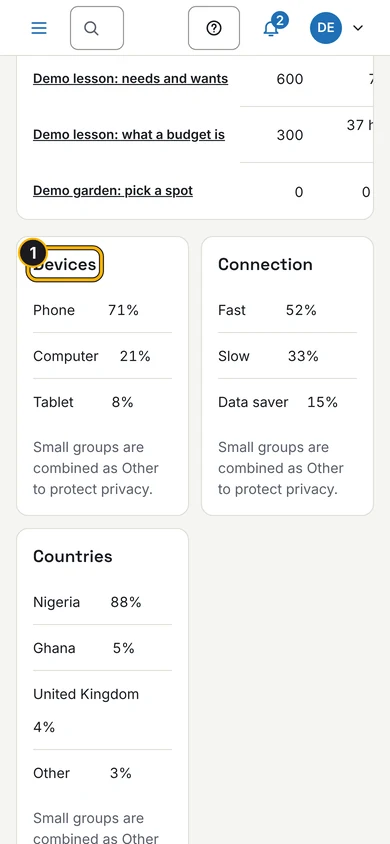 2
DE
Demo lesson: needs and wants 600
Demo lesson: what a budget is 300 37
Demo garden: pick a spot 0 0
1
Devices
Phone 71%
Computer 21%
Tablet 8%
Small groups are
combined as Other
to protect privacy.
Connection
Fast 52%
Slow 33%
Data saver 15%
Small groups are
combined as Other
to protect privacy.
Countries
Nigeria 88%
Ghana 5%
United Kingdom
4%
Other 3%
Small groups are
combined as Other